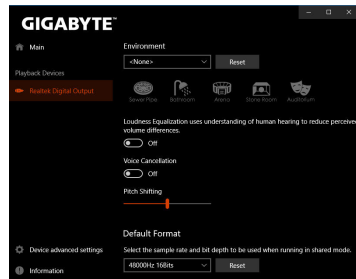 GIGABYTE™
Main
Playback Devices
Realtek Digital Output
Device advanced settings
Information
Environment
<None>
Reset
Sewer Pipe
Bathroom
Arena
Stone Room
Auditorium
Loudness Equalization uses understanding of human hearing to reduce perceived
volume differences.
Off
Voice Cancellation
Off
Pitch Shifting
Default Format
Select the sample rate and bit depth to be used when running in shared mode.
48000Hz 16Bits
Reset